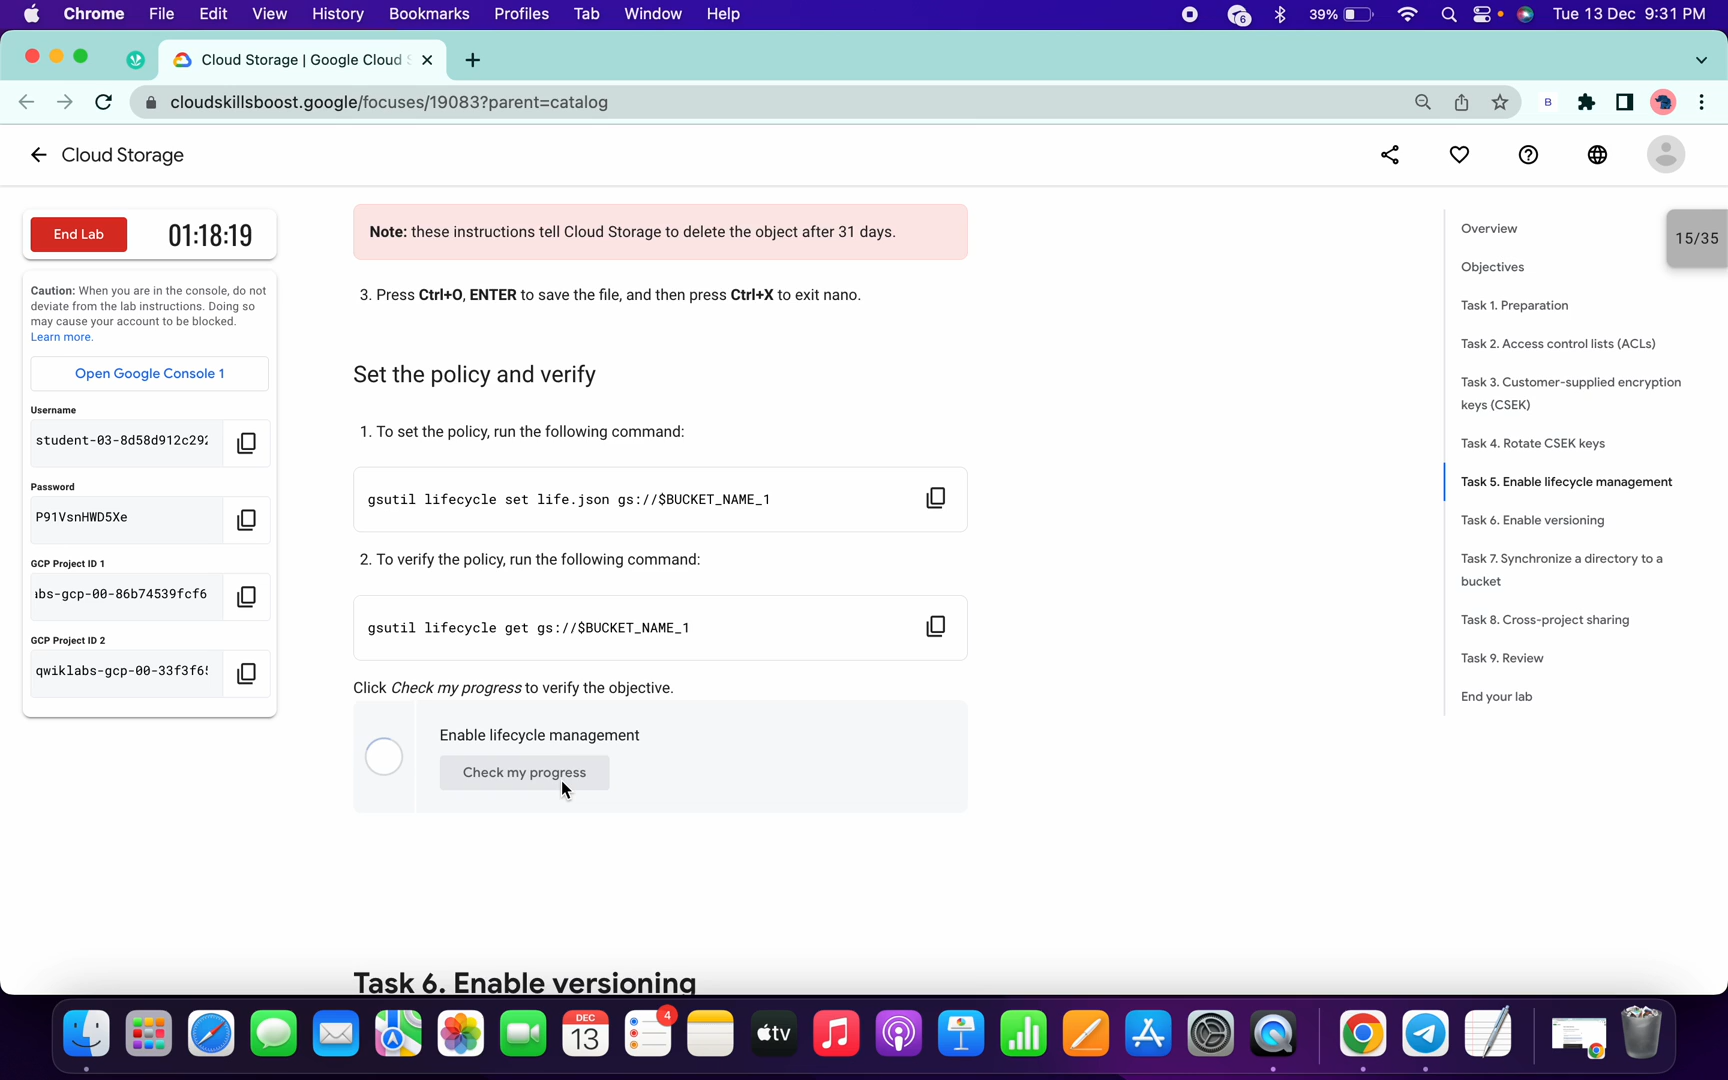 Chrome File Edit View History Bookmarks Profiles Tab Window Help 6 39% Tue 13 Dec 9:31 PM
Cloud Storage | Google Cloud
cloudskillsboost.google/focuses/19083?parent=catalog B
Cloud Storage
End Lab 01:18:19
Caution: When you are in the console, do not
deviate from the lab instructions. Doing so
may cause your account to be blocked.
Learn more.
Open Google Console 1
Username
student-03-8d58d912c292
Password
P91VsnHWD5Xe
GCP Project ID 1
abs-gcp-00-86b74539fcf6
GCP Project ID 2
qwiklabs-gcp-00-33f3f65
Note: these instructions tell Cloud Storage to delete the object after 31 days.
3. Press Ctrl+O, ENTER to save the file, and then press Ctrl+X to exit nano.
Set the policy and verify
1. To set the policy, run the following command:
gsutil lifecycle set life.json gs://$BUCKET_NAME_1
2. To verify the policy, run the following command:
gsutil lifecycle get gs://$BUCKET_NAME_1
Click Check my progress to verify the objective.
Enable lifecycle management
Check my progress
Task 6. Enable versioning
Overview
Objectives
Task 1. Preparation
Task 2. Access control lists (ACLs)
Task 3. Customer-supplied encryption
keys (CSEK)
Task 4. Rotate CSEK keys
Task 5. Enable lifecycle management
Task 6. Enable versioning
Task 7. Synchronize a directory to a
bucket
Task 8. Cross-project sharing
Task 9. Review
End your lab
15/35
DEC
13
4
tv